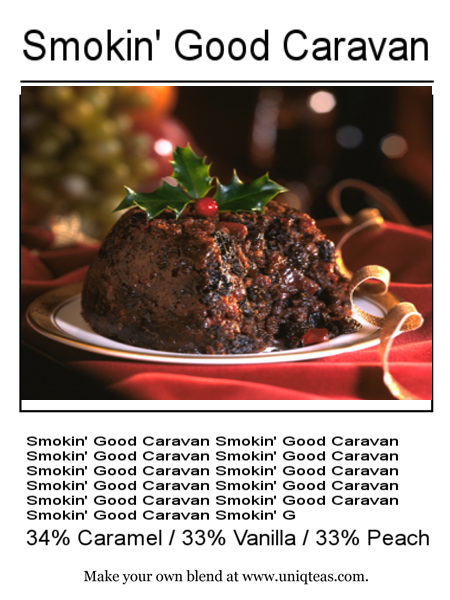 Smokin' Good Caravan
Smokin' Good Caravan Smokin' Good Caravan
Smokin' Good Caravan Smokin' Good Caravan
Smokin' Good Caravan Smokin' Good Caravan
Smokin' Good Caravan Smokin' Good Caravan
Smokin' Good Caravan Smokin' Good Caravan
Smokin' Good Caravan Smokin' G
34% Caramel / 33% Vanilla / 33% Peach
Make your own blend at www.uniqteas.com.